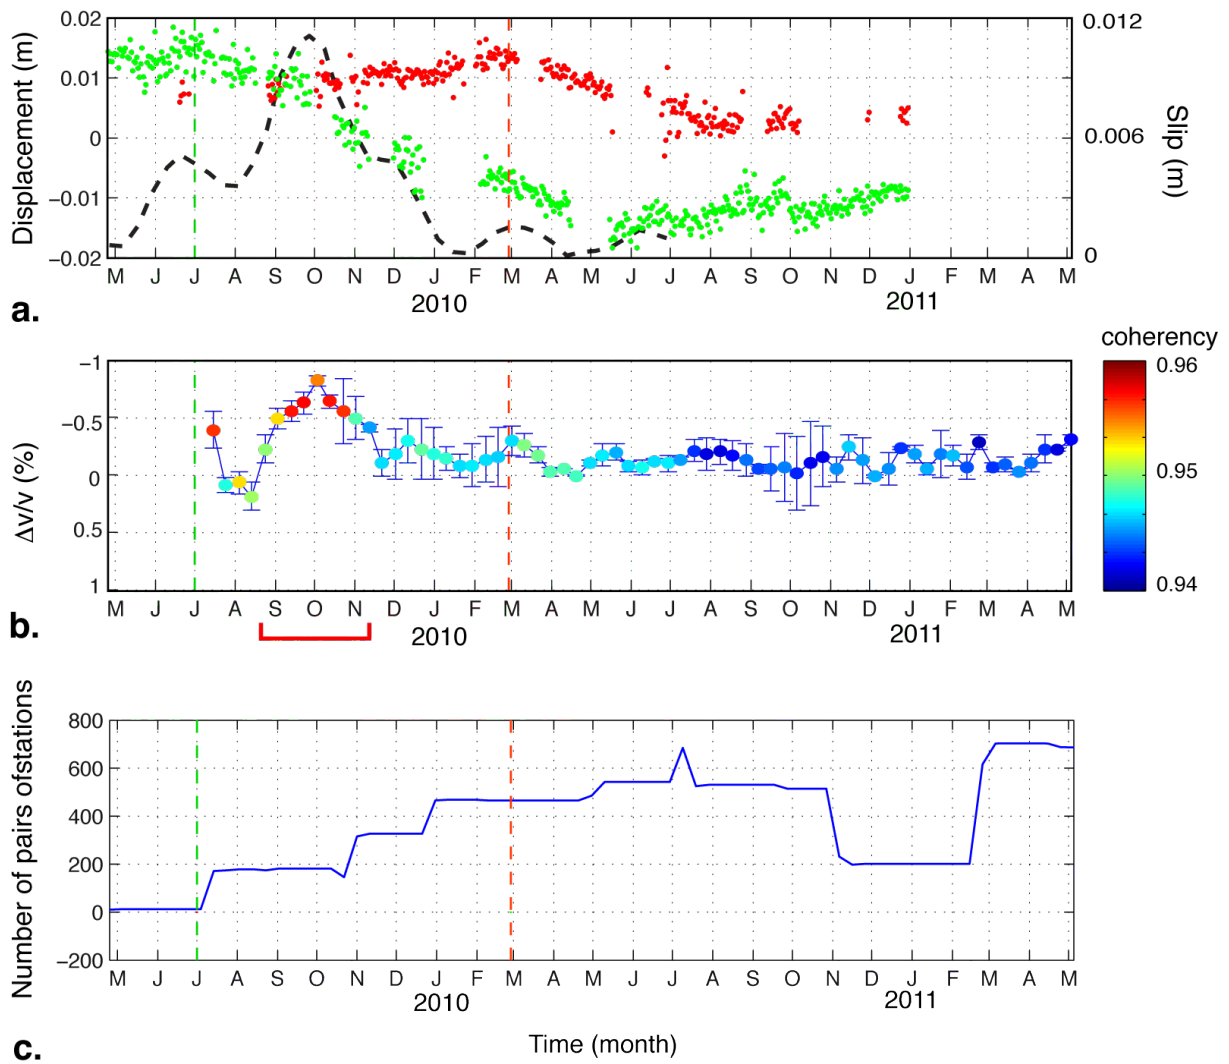 0.02
0.01
0
−0.01
−0.02
Displacement (m)
0.012
0.006
0
Slip (m)
M J J A S O N D J F M A M J J A S O N D J F M M
2010 2011
a.
−1
−0.5
0
0.5
1
Δv/v (%)
coherency
0.96
0.95
0.94
M J J A S O N D J F M A M J J A S O N D J F M A M
2010 2011
b.
800
600
400
200
0
−200
Number of pairs ofstations
M J J A S O N D J F M A M J J A S O N D J F M A M
2010 2011
Time (month)
c.